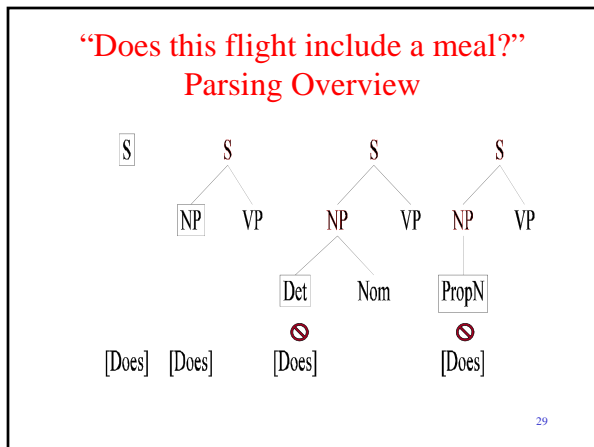 “Does this flight include a meal?”
Parsing Overview
S S S S
NP VP NP VP NP VP
Det Nom PropN
[Does] [Does] [Does] [Does]
29